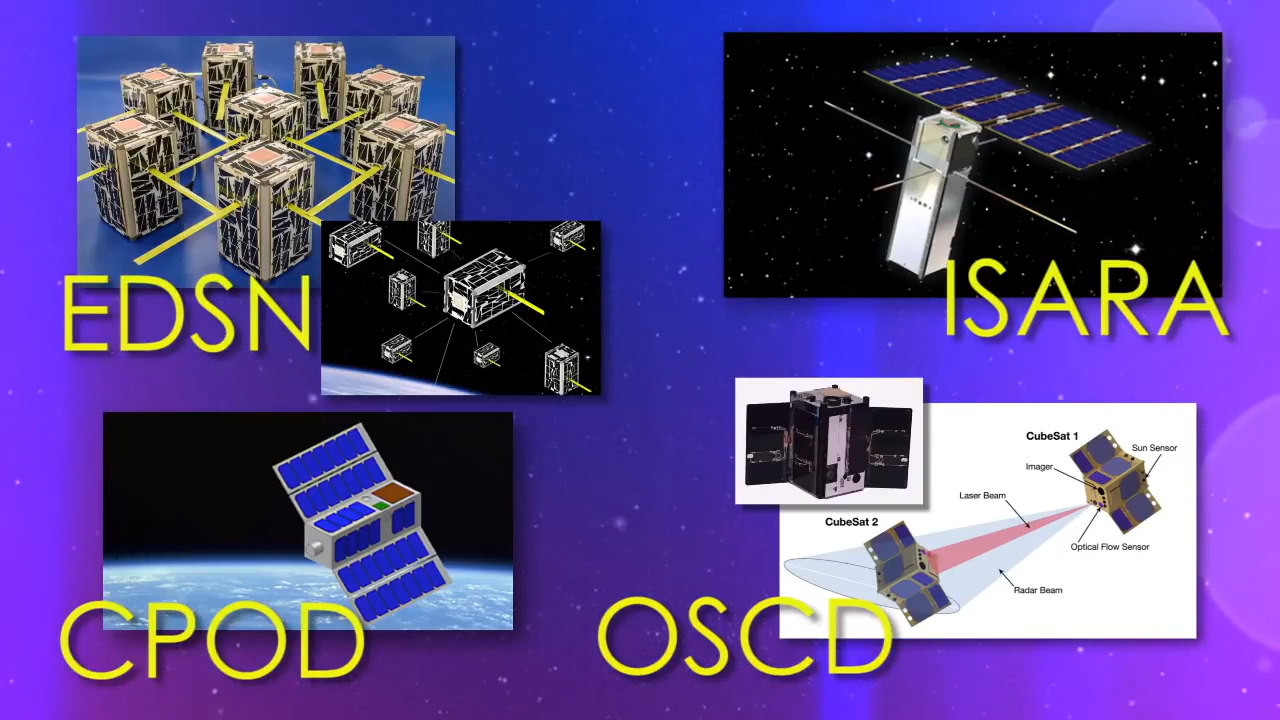 EDSN
ISARA
CPOD
OSCD
CubeSat 1
Sun Sensor
Imager
Laser Beam
CubeSat 2
Optical Flow Sensor
Radar Beam